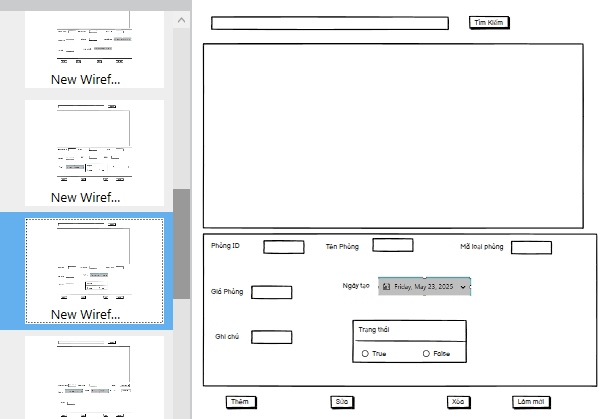 New Wiref...
New Wiref...
New Wiref...
Tìm Kiếm
Phòng ID
Tên Phòng
Mã loại phòng
Giá Phòng
Ngày tạo
Friday, May 23, 2025
Ghi chú
Trạng thái
True
False
Thêm
Sửa
Xóa
Làm mới